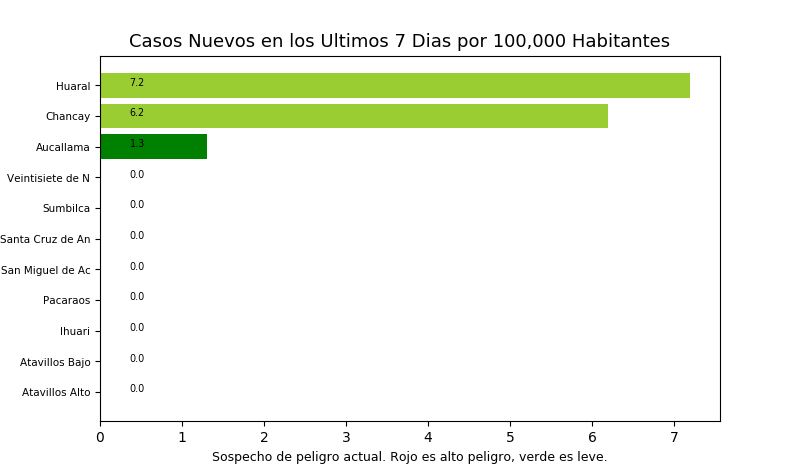 Casos Nuevos en los Ultimos 7 Dias por 100,000 Habitantes
Huaral 7.2
Chancay 6.2
Aucallama 1.3
Veintisiete de N 0.0
Sumbilca 0.0
Santa Cruz de An 0.0
San Miguel de Ac 0.0
Pacaraos 0.0
Ihuari 0.0
Atavillos Bajo 0.0
Atavillos Alto 0.0
0 1 2 3 4 5 6 7
Sospecho de peligro actual. Rojo es alto peligro, verde es leve.